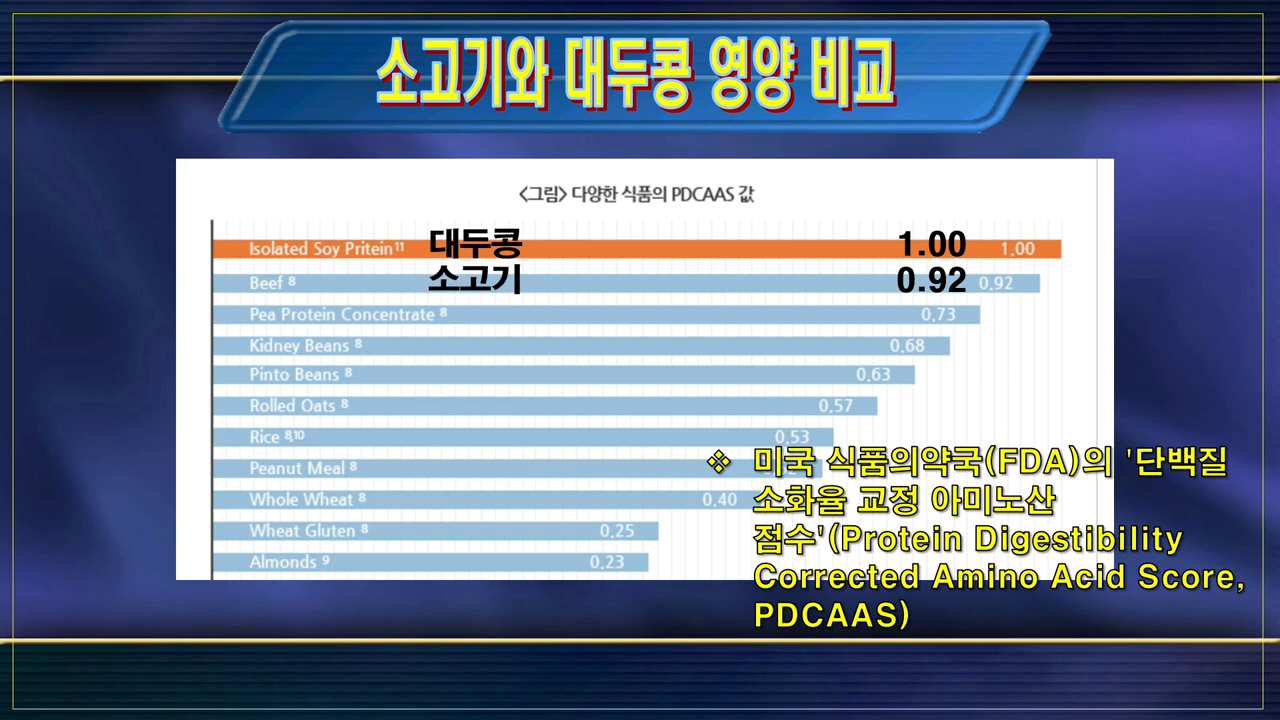 소고기와 대두콩 영양 비교
<그림> 다양한 식품의 PDCAAS 값
Isolated Soy Pritein¹¹ 대두콩 1.00 1.00
Beef ⁸ 소고기 0.92 0.92
Pea Protein Concentrate ⁸ 0.73
Kidney Beans ⁸ 0.68
Pinto Beans ⁸ 0.63
Rolled Oats ⁸ 0.57
Rice ⁸,¹⁰ 0.53
Peanut Meal ⁸
Whole Wheat ⁸ 0.40
Wheat Gluten ⁸ 0.25
Almonds ⁹ 0.23
❖ 미국 식품의약국(FDA)의 '단백질
소화율 교정 아미노산
점수'(Protein Digestibility
Corrected Amino Acid Score,
PDCAAS)